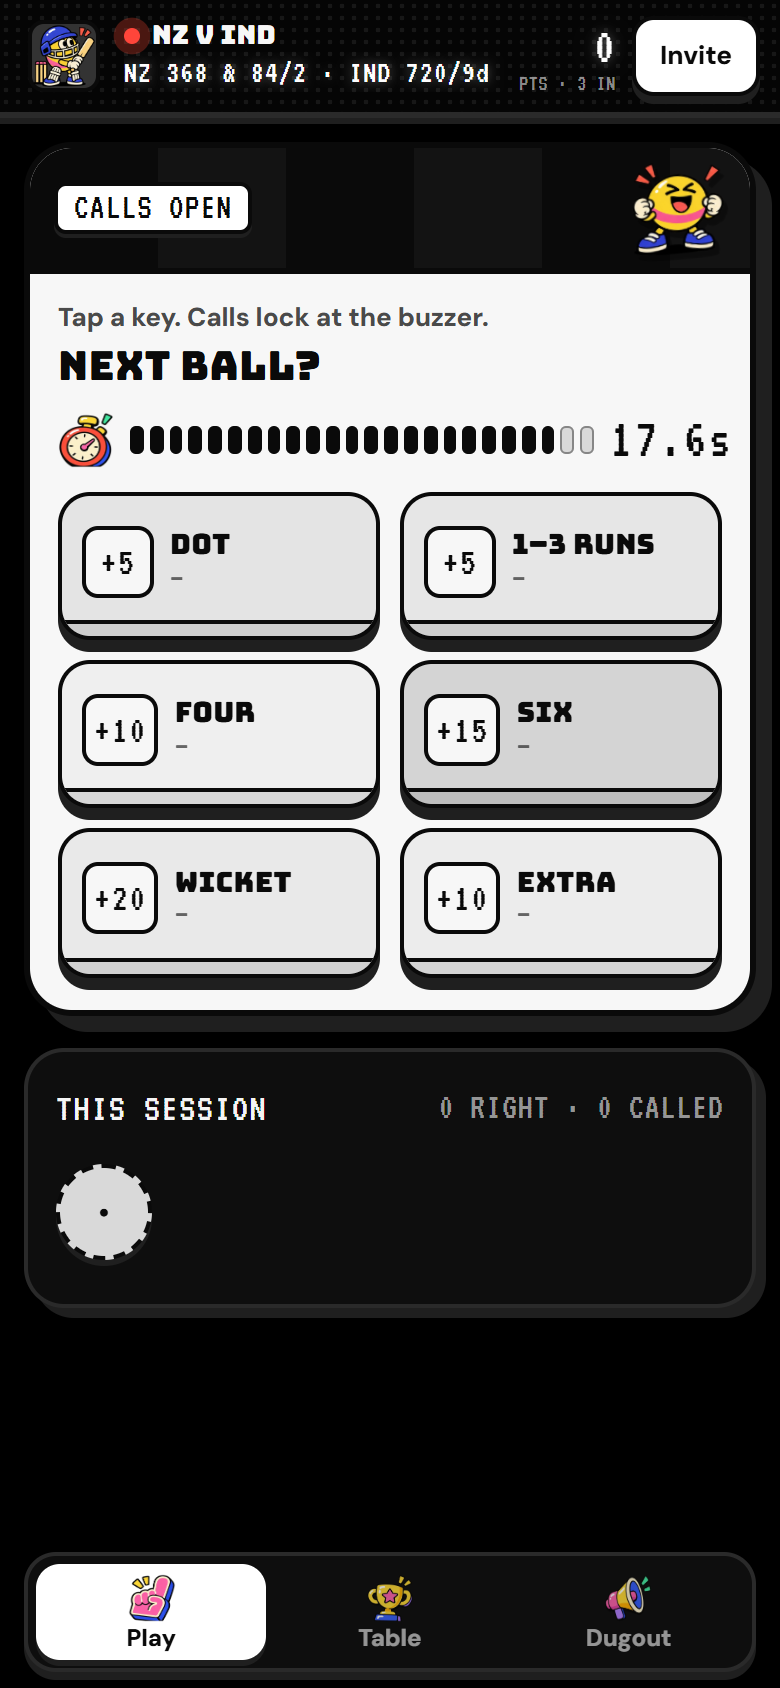 NZ V IND
NZ 368 & 84/2 · IND 720/9d
0
PTS · 3 IN
Invite
CALLS OPEN
Tap a key. Calls lock at the buzzer.
NEXT BALL?
17.6s
+5 DOT
–
+5 1–3 RUNS
–
+10 FOUR
–
+15 SIX
–
+20 WICKET
–
+10 EXTRA
–
THIS SESSION
0 RIGHT · 0 CALLED
Play
Table
Dugout